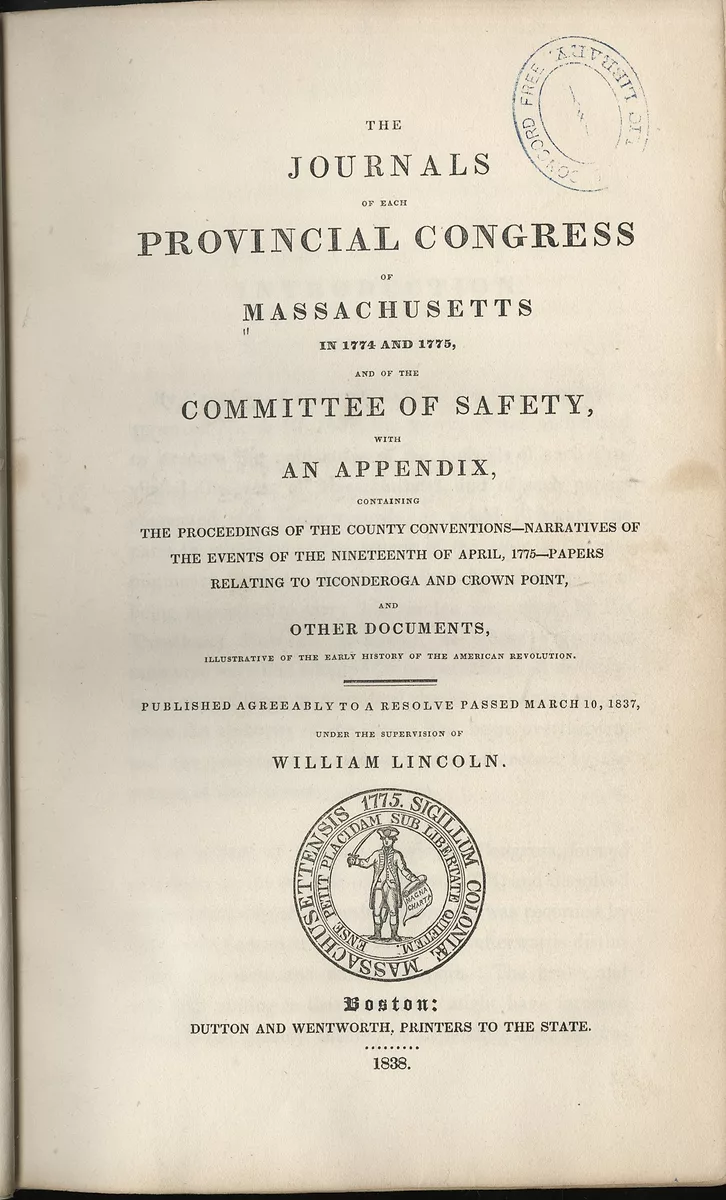 THE
JOURNALS
OF EACH
PROVINCIAL CONGRESS
OF
MASSACHUSETTS
IN 1774 AND 1775,
AND OF THE
COMMITTEE OF SAFETY,
WITH
AN APPENDIX,
CONTAINING
THE PROCEEDINGS OF THE COUNTY CONVENTIONS—NARRATIVES OF
THE EVENTS OF THE NINETEENTH OF APRIL, 1775—PAPERS
RELATING TO TICONDEROGA AND CROWN POINT,
AND
OTHER DOCUMENTS,
ILLUSTRATIVE OF THE EARLY HISTORY OF THE AMERICAN REVOLUTION.
PUBLISHED AGREEABLY TO A RESOLVE PASSED MARCH 10, 1837,
UNDER THE SUPERVISION OF
WILLIAM LINCOLN.
SIGILLUM COLONIÆ MASSACHUSETTENSIS 1775.
ENSE PETIT PLACIDAM SUB LIBERTATE QUIETEM.
MAGNA
CHARTA
Boston:
DUTTON AND WENTWORTH, PRINTERS TO THE STATE.
1838.
CONCORD FREE
LIBRARY